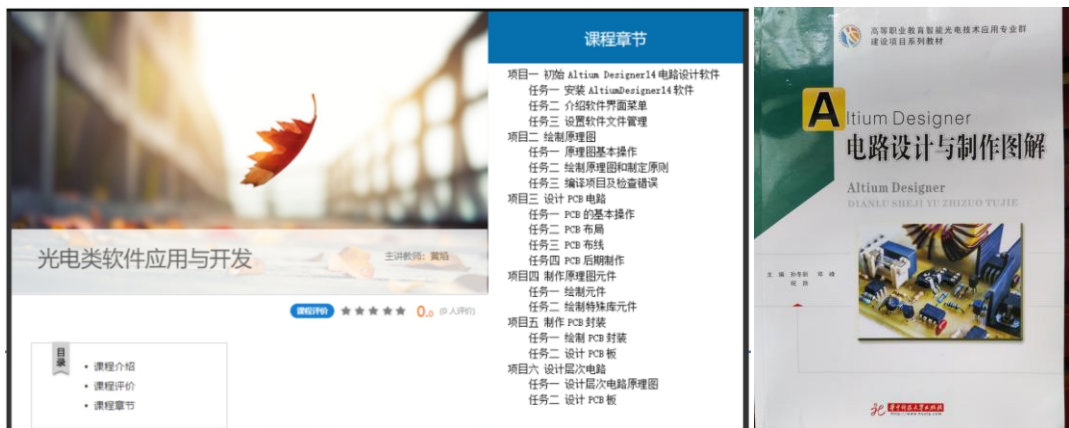 光电类软件应用与开发
主讲教师：黄焰
课程评价
0.0 (0 人评价)
目录
• 课程介绍
• 课程评价
• 课程章节
课程章节
项目一 初始 Altium Designer14 电路设计软件
任务一 安装 AltiumDesigner14 软件
任务二 介绍软件界面菜单
任务三 设置软件文件管理
项目二 绘制原理图
任务一 原理图基本操作
任务二 绘制原理图和制定原则
任务三 编译项目及检查错误
项目三 设计 PCB 电路
任务一 PCB 的基本操作
任务二 PCB 布局
任务三 PCB 布线
任务四 PCB 后期制作
项目四 制作原理图元件
任务一 绘制元件
任务二 绘制特殊库元件
项目五 制作 PCB 封装
任务一 绘制 PCB 封装
任务二 设计 PCB 板
项目六 设计层次电路
任务一 设计层次电路原理图
任务二 设计 PCB 板
高等职业教育智能光电技术应用专业群
建设项目系列教材
Altium Designer
电路设计与制作图解
Altium Designer
DIANLU SHEJI YU ZHIZUO TUJIE
主 编
华中科技大学出版社